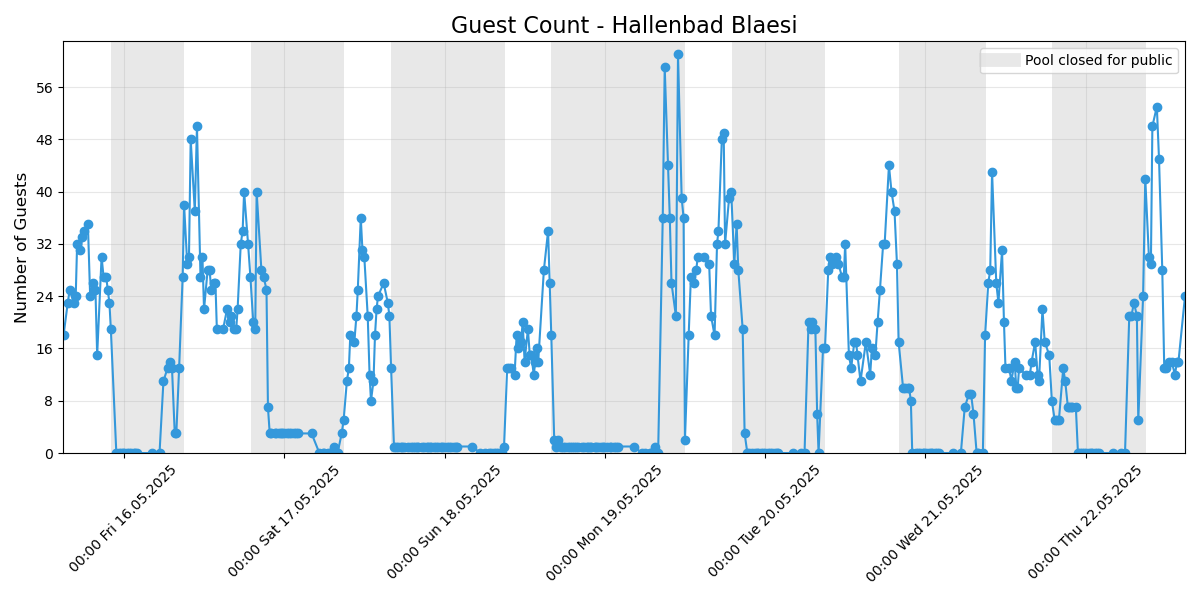 Guest Count - Hallenbad Blaesi
Pool closed for public
Number of Guests
56
48
40
32
24
16
8
0
00:00 Fri 16.05.2025
00:00 Sat 17.05.2025
00:00 Sun 18.05.2025
00:00 Mon 19.05.2025
00:00 Tue 20.05.2025
00:00 Wed 21.05.2025
00:00 Thu 22.05.2025